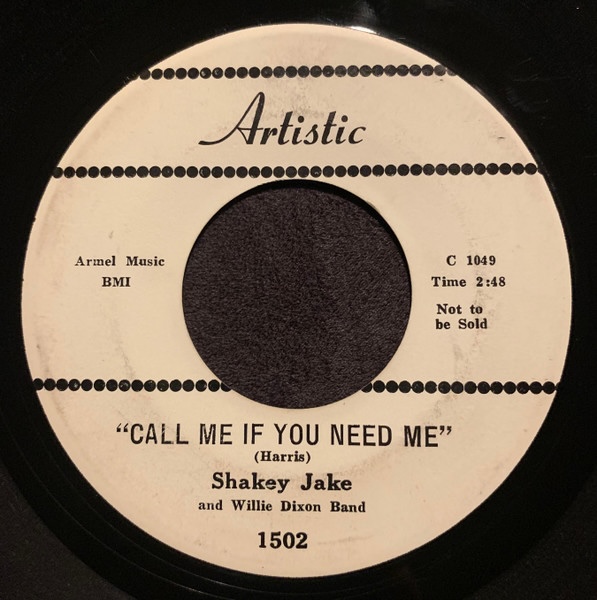 Artistic
Armel Music
BMI
C 1049
Time 2:48
Not to
be Sold
"CALL ME IF YOU NEED ME"
(Harris)
Shakey Jake
and Willie Dixon Band
1502